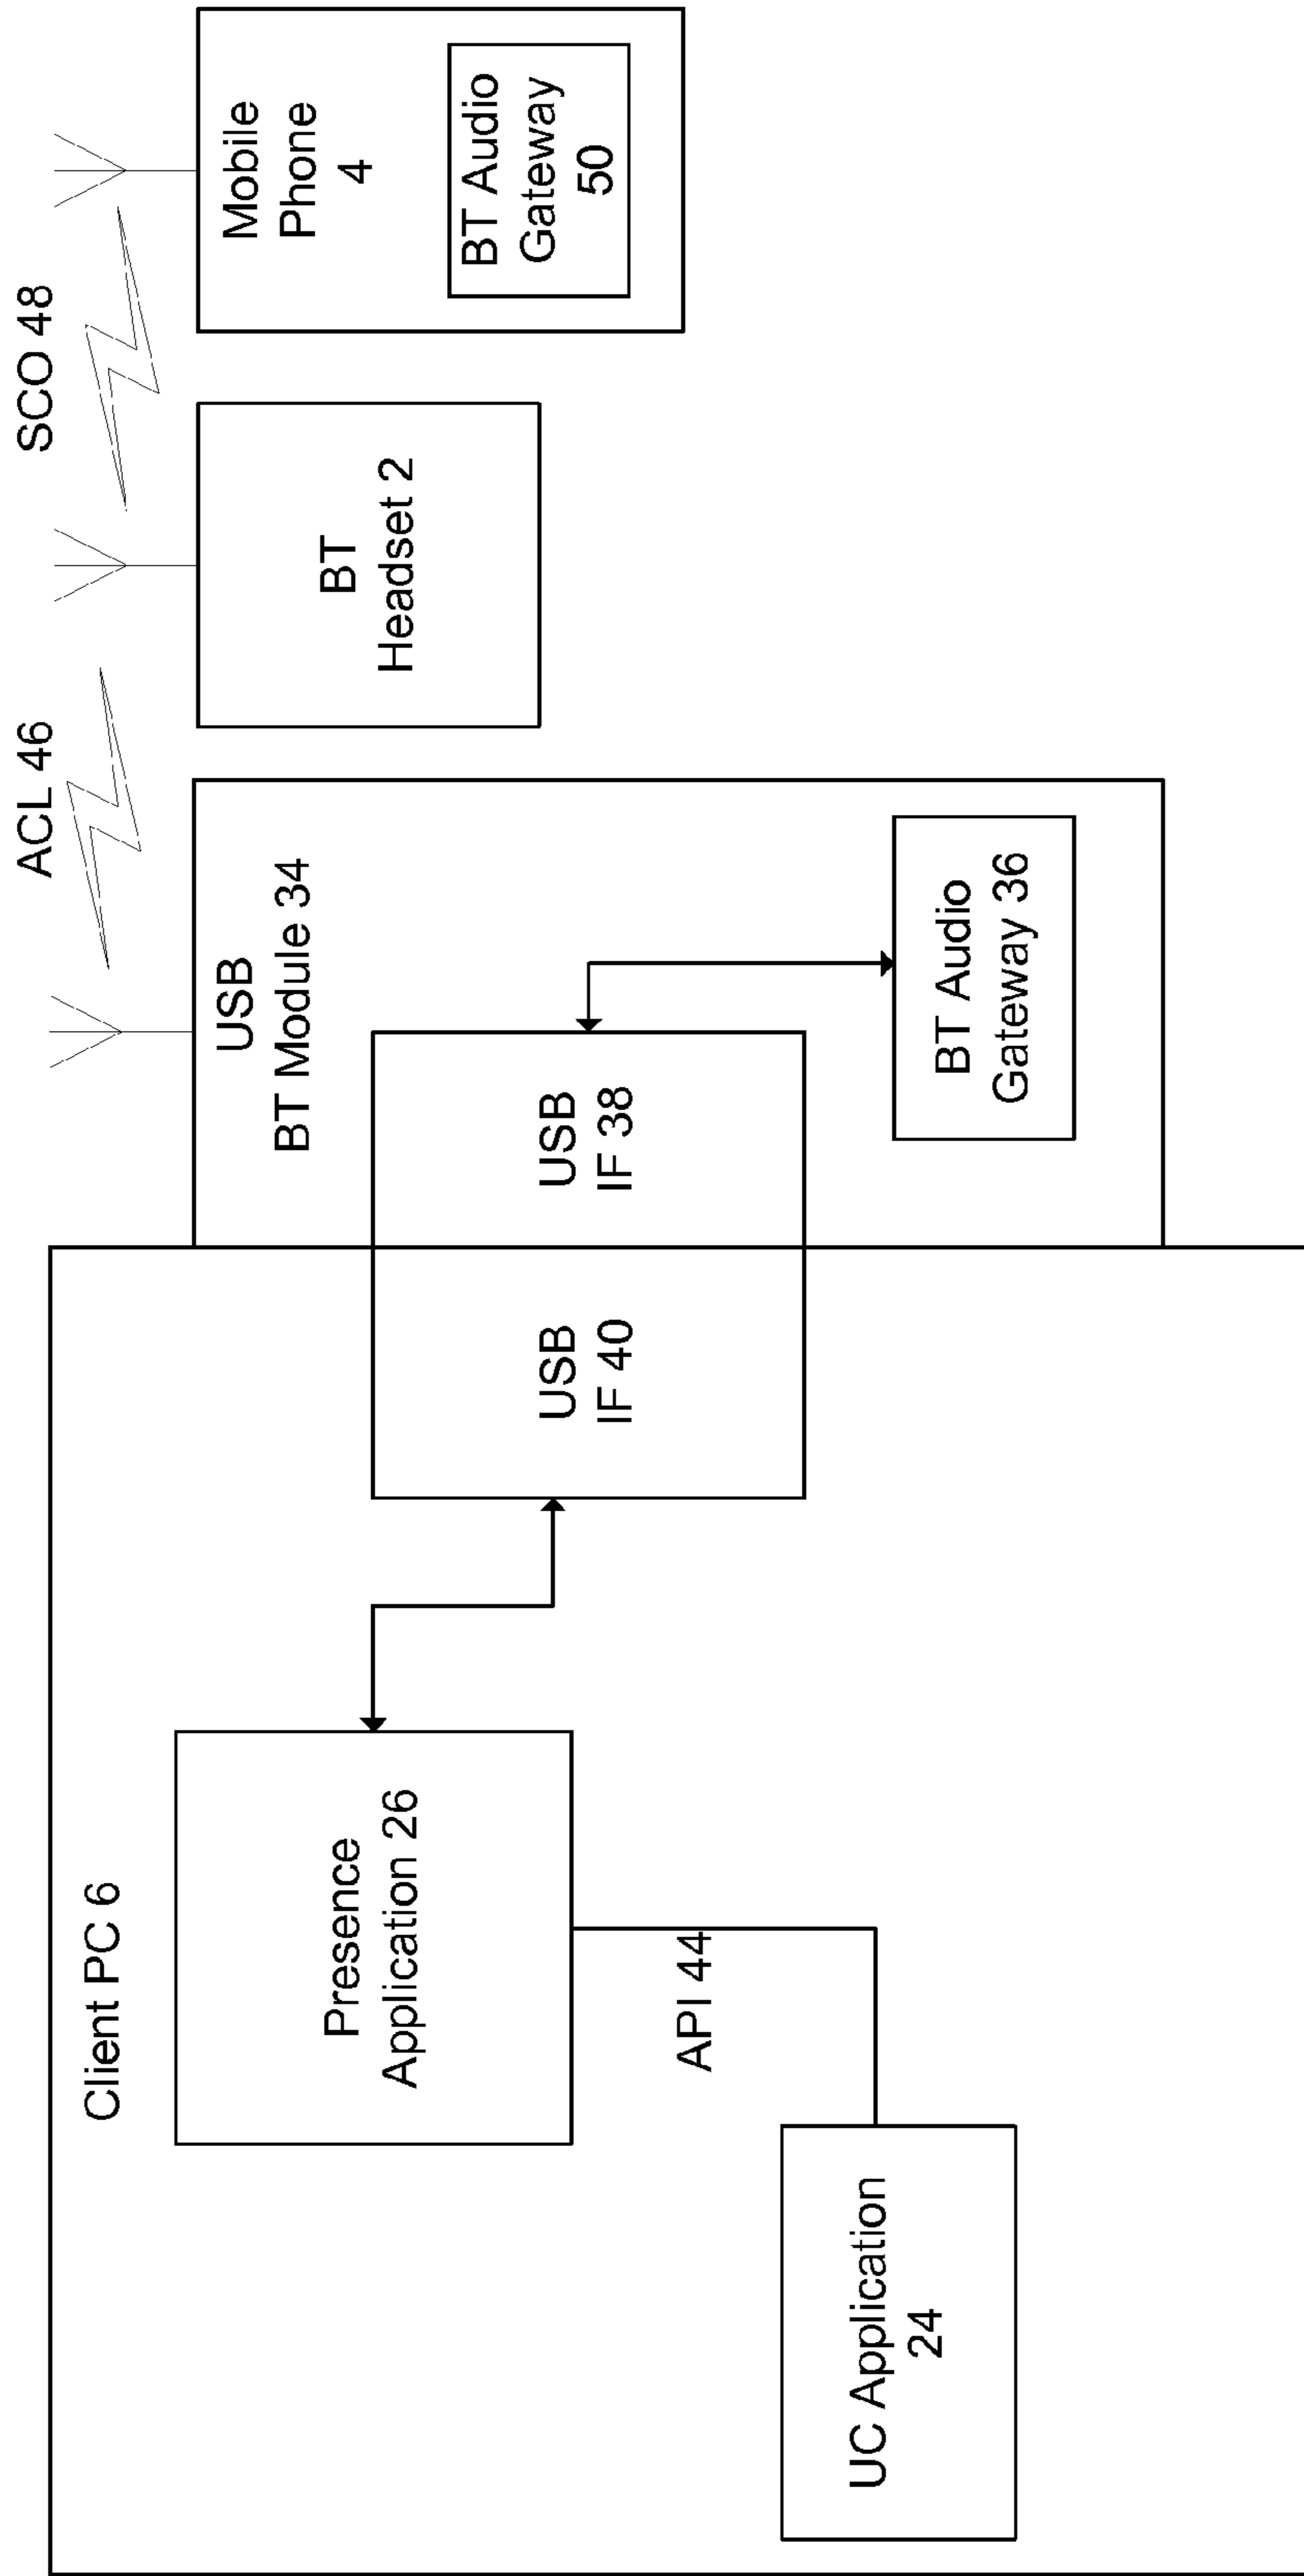 Client PC 6
Presence
Application 26
API 44
UC Application
24
USB
IF 40
USB
IF 38
USB
BT Module 34
BT Audio
Gateway 36
ACL 46
BT
Headset 2
SCO 48
Mobile
Phone
4
BT Audio
Gateway
50